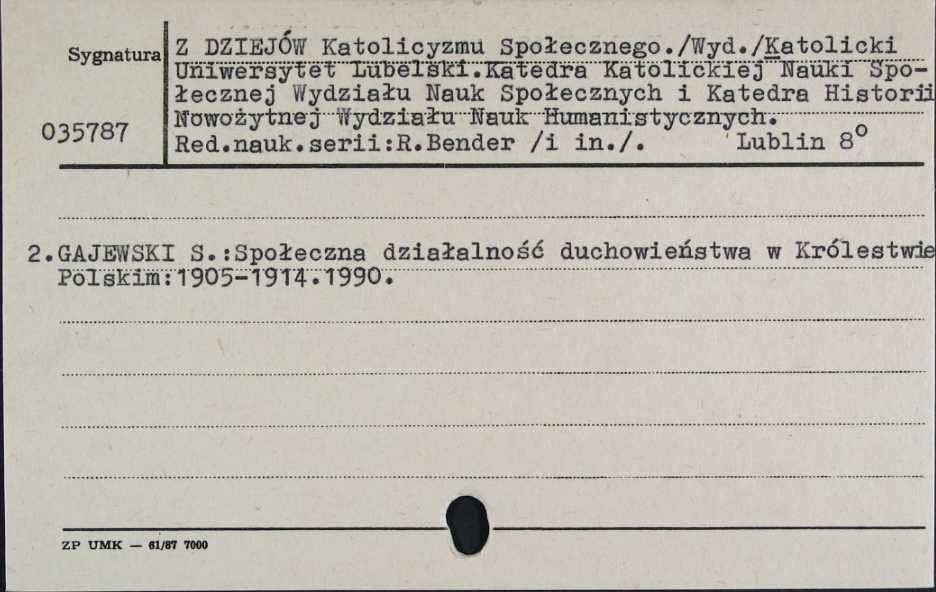 Sygnatura
035787
Z DZIEJÓW Katolicyzmu Społecznego./Wyd./Katolicki
Uniwersytet Lubelski.Katedra Katolickiej Nauki Spo-
łecznej Wydziału Nauk Społecznych i Katedra Historii
Nowożytnej Wydziału Nauk Humanistycznych.
Red.nauk.serii:R.Bender /i in./. Lublin 8°
2.GAJEWSKI S.:Społeczna działalność duchowieństwa w Królestwie
Polskim:1905-1914.1990.
ZP UMK — 61/87 7000